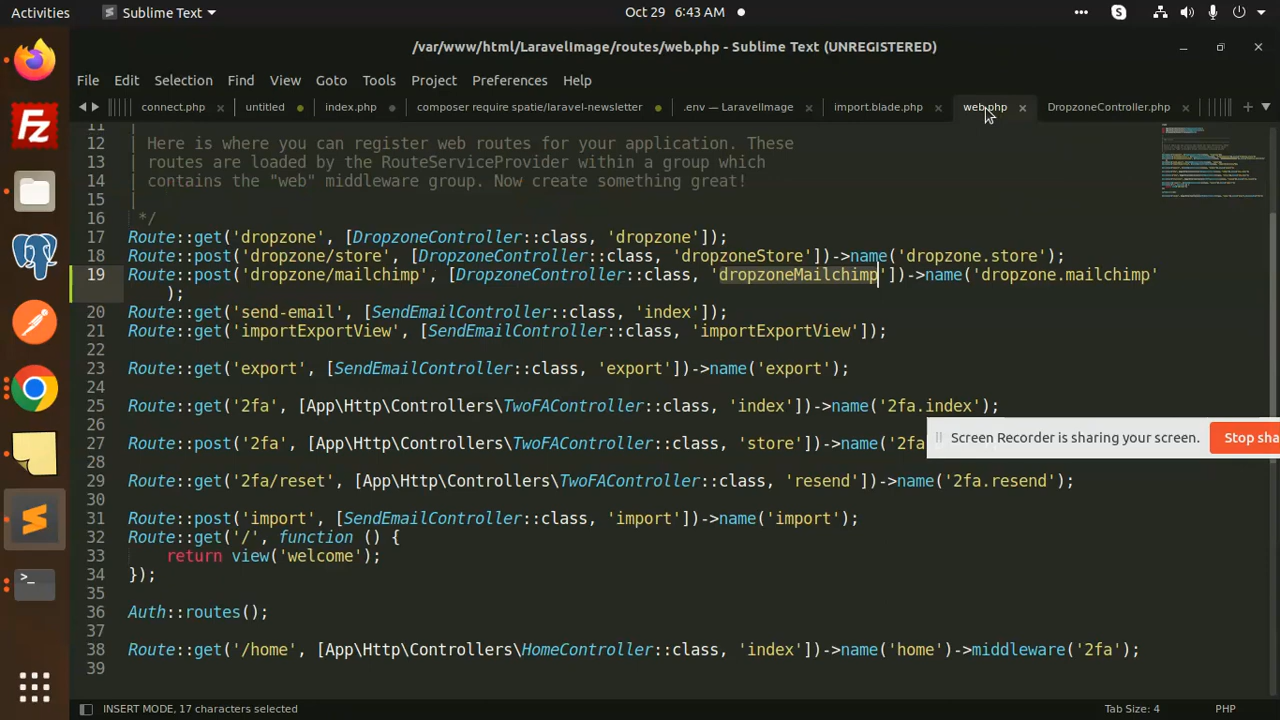 Activities Sublime Text Oct 29 6:43 AM
/var/www/html/LaravelImage/routes/web.php - Sublime Text (UNREGISTERED)
File Edit Selection Find View Goto Tools Project Preferences Help
connect.php untitled index.php composer require spatie/laravel-newsletter .env — LaravelImage import.blade.php web.php DropzoneController.php
11 |
12 | Here is where you can register web routes for your application. These
13 | routes are loaded by the RouteServiceProvider within a group which
14 | contains the "web" middleware group. Now create something great!
15 |
16 */
17 Route::get('dropzone', [DropzoneController::class, 'dropzone']);
18 Route::post('dropzone/store', [DropzoneController::class, 'dropzoneStore'])->name('dropzone.store');
19 Route::post('dropzone/mailchimp', [DropzoneController::class, 'dropzoneMailchimp'])->name('dropzone.mailchimp'
);
20 Route::get('send-email', [SendEmailController::class, 'index']);
21 Route::get('importExportView', [SendEmailController::class, 'importExportView']);
22
23 Route::get('export', [SendEmailController::class, 'export'])->name('export');
24
25 Route::get('2fa', [App\Http\Controllers\TwoFAController::class, 'index'])->name('2fa.index');
26
27 Route::post('2fa', [App\Http\Controllers\TwoFAController::class, 'store'])->name('2fa
Screen Recorder is sharing your screen. Stop sha
28
29 Route::get('2fa/reset', [App\Http\Controllers\TwoFAController::class, 'resend'])->name('2fa.resend');
30
31 Route::post('import', [SendEmailController::class, 'import'])->name('import');
32 Route::get('/', function () {
33 return view('welcome');
34 });
35
36 Auth::routes();
37
38 Route::get('/home', [App\Http\Controllers\HomeController::class, 'index'])->name('home')->middleware('2fa');
39
INSERT MODE, 17 characters selected Tab Size: 4 PHP